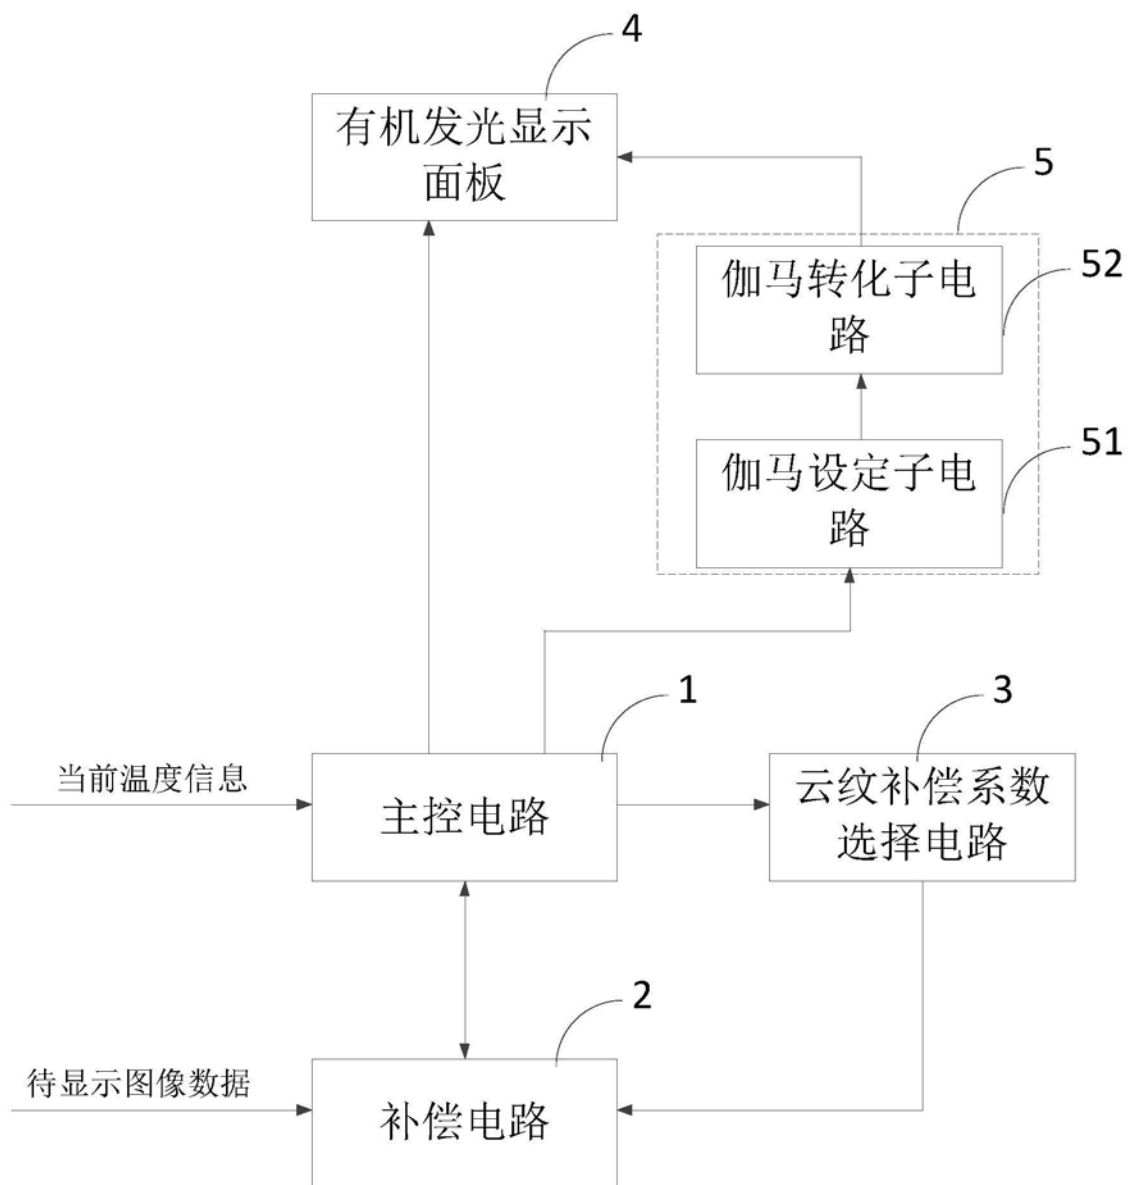 4
有机发光显示
面板
5
伽马转化子电
路
52
伽马设定子电
路
51
1
3
当前温度信息
主控电路
云纹补偿系数
选择电路
2
待显示图像数据
补偿电路